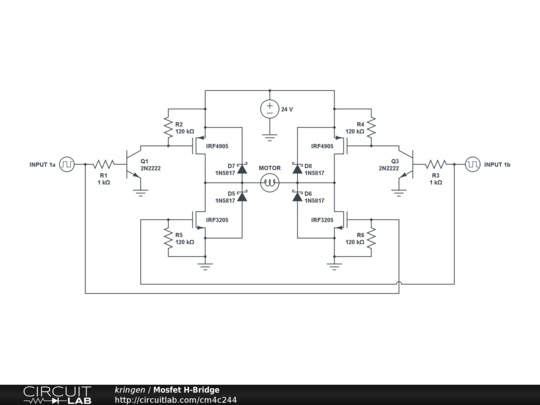 24 V
R2
120 kΩ
R4
120 kΩ
IRF4905
IRF4905
Q1
2N2222
Q3
2N2222
INPUT 1a
INPUT 1b
R1
1 kΩ
R3
1 kΩ
D7
1N5817
MOTOR
D8
1N5817
D5
1N5817
D6
1N5817
IRF3205
IRF3205
R5
120 kΩ
R6
120 kΩ
CIRCUIT
LAB
kringen / Mosfet H-Bridge
http://circuitlab.com/cm4c244